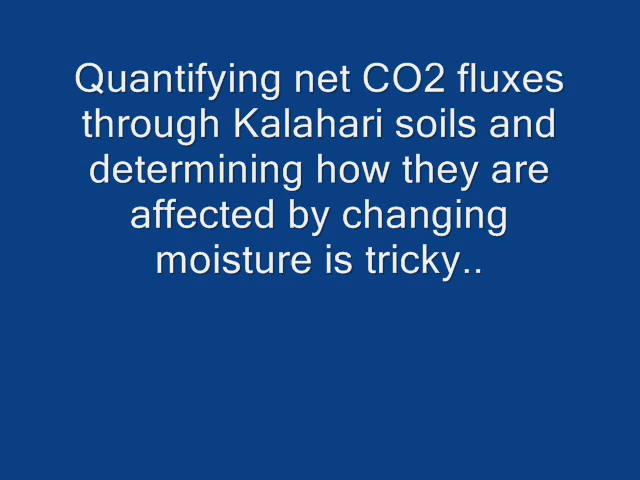 Quantifying net CO2 fluxes
through Kalahari soils and
determining how they are
affected by changing
moisture is tricky..